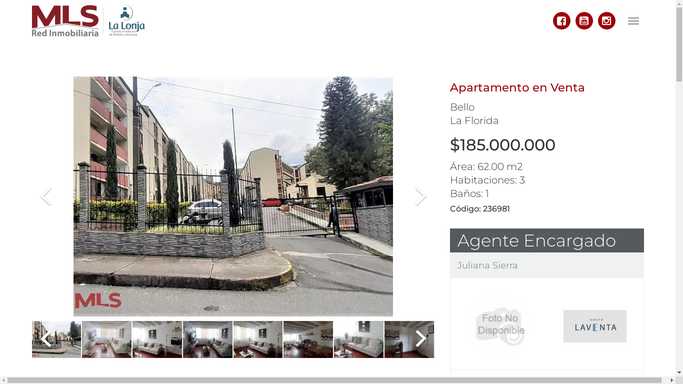 MLS
Red Inmobiliaria
La Lonja
Apartamento en Venta
Bello
La Florida
$185.000.000
Área: 62.00 m2
Habitaciones: 3
Baños: 1
Código: 236981
MLS
Agente Encargado
Juliana Sierra
Foto No
Disponible
LAVENTA